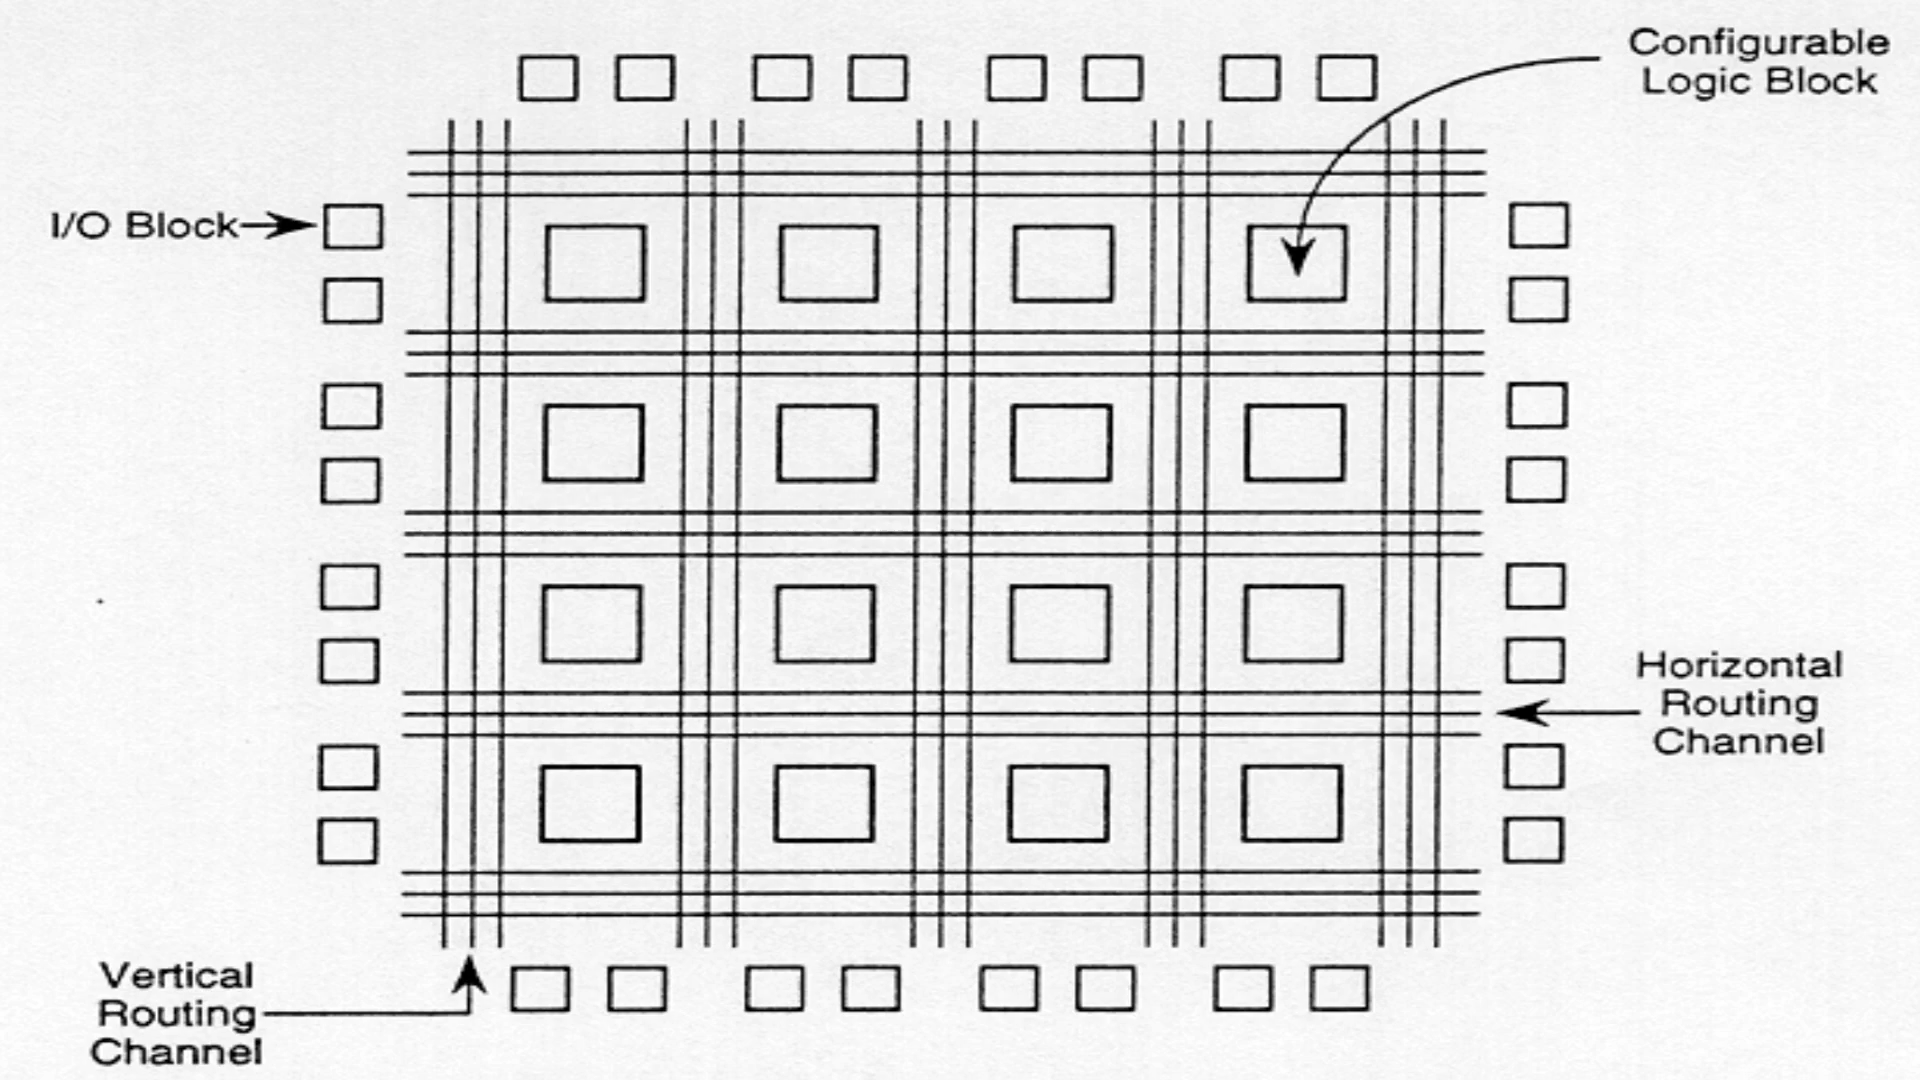 Configurable
Logic Block
I/O Block
Horizontal
Routing
Channel
Vertical
Routing
Channel